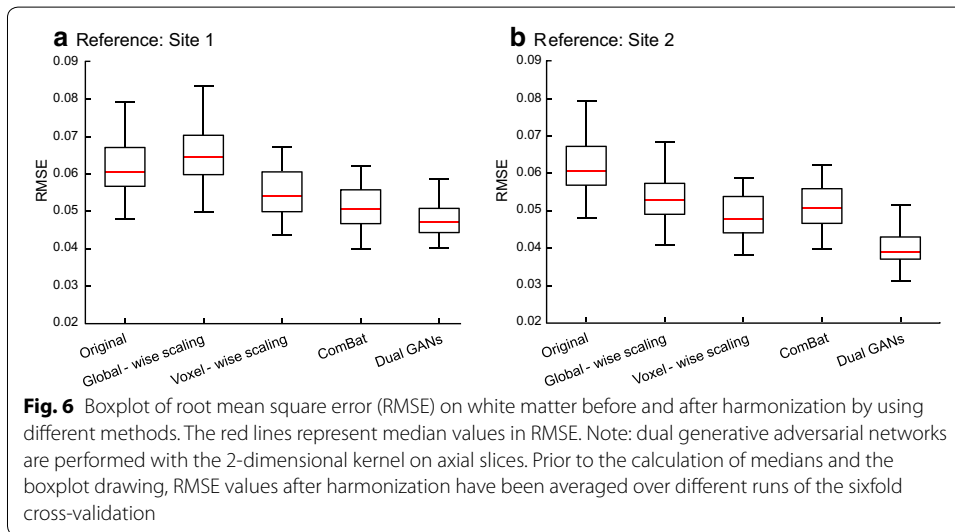 a Reference: Site 1
b Reference: Site 2
RMSE
0.09
0.08
0.07
0.06
0.05
0.04
0.03
0.02
Original
Global - wise scaling
Voxel - wise scaling
ComBat
Dual GANs
RMSE
0.09
0.08
0.07
0.06
0.05
0.04
0.03
0.02
Original
Global - wise scaling
Voxel - wise scaling
ComBat
Dual GANs
Fig. 6 Boxplot of root mean square error (RMSE) on white matter before and after harmonization by using
different methods. The red lines represent median values in RMSE. Note: dual generative adversarial networks
are performed with the 2-dimensional kernel on axial slices. Prior to the calculation of medians and the
boxplot drawing, RMSE values after harmonization have been averaged over different runs of the sixfold
cross-validation